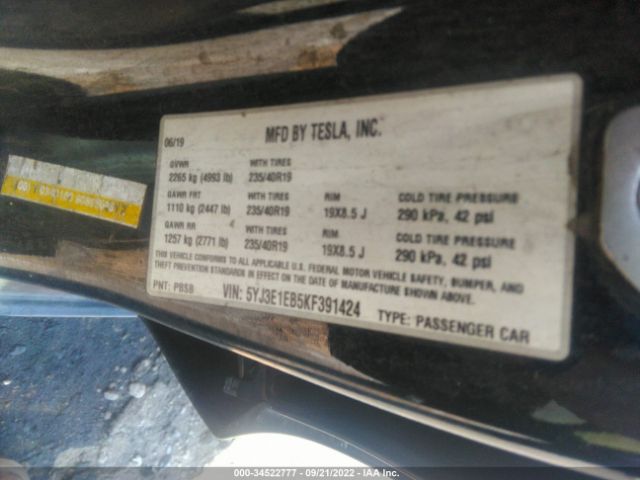 MFD BY TESLA, INC.
06/19
GVWR WITH TIRES
2265 kg (4993 lb) 235/40R19
GAWR FRT WITH TIRES RIM COLD TIRE PRESSURE
1110 kg (2447 lb) 235/40R19 19X8.5 J 290 kPa, 42 psi
GAWR RR WITH TIRES RIM COLD TIRE PRESSURE
1257 kg (2771 lb) 235/40R19 19X8.5 J 290 kPa, 42 psi
THIS VEHICLE CONFORMS TO ALL APPLICABLE U.S. FEDERAL MOTOR VEHICLE SAFETY, BUMPER, AND
THEFT PREVENTION STANDARDS IN EFFECT ON THE DATE OF MANUFACTURE SHOWN ABOVE.
PNT: PBSB VIN: 5YJ3E1EB5KF391424 TYPE: PASSENGER CAR
000-34522777 - 09/21/2022 - IAAI.COM